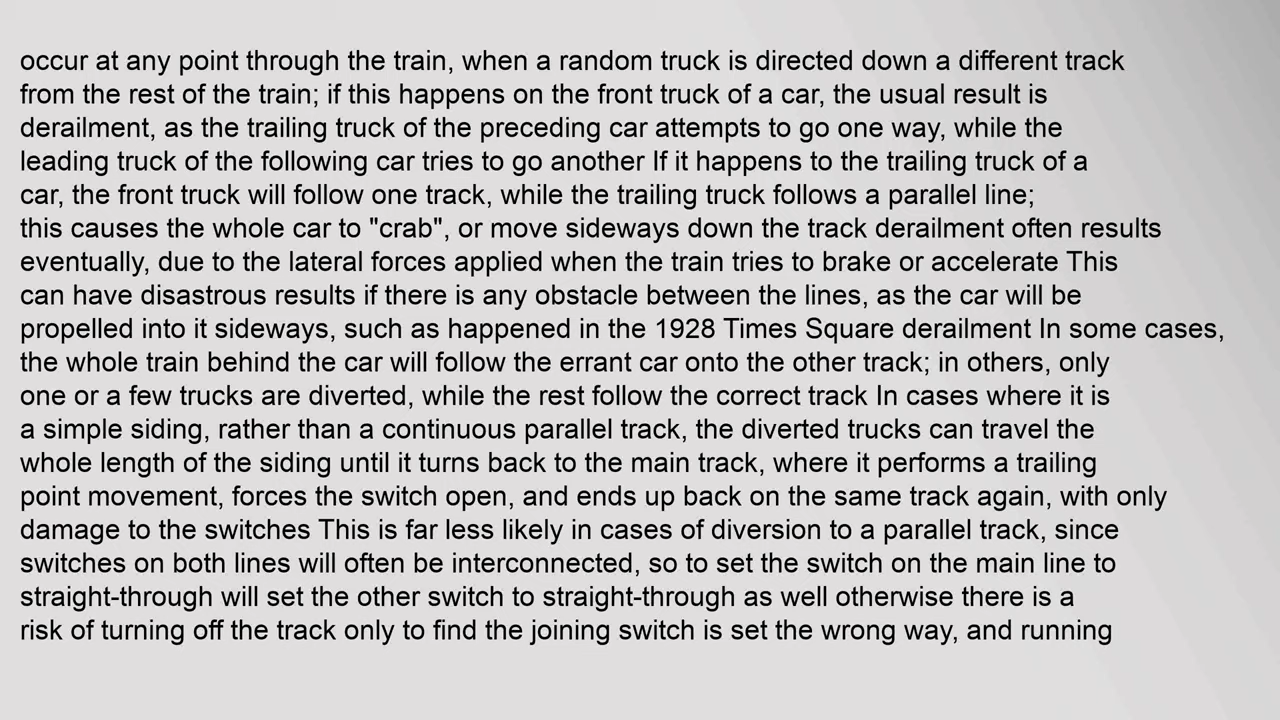 occur at any point through the train, when a random truck is directed down a different track
from the rest of the train; if this happens on the front truck of a car, the usual result is
derailment, as the trailing truck of the preceding car attempts to go one way, while the
leading truck of the following car tries to go another If it happens to the trailing truck of a
car, the front truck will follow one track, while the trailing truck follows a parallel line;
this causes the whole car to "crab", or move sideways down the track derailment often results
eventually, due to the lateral forces applied when the train tries to brake or accelerate This
can have disastrous results if there is any obstacle between the lines, as the car will be
propelled into it sideways, such as happened in the 1928 Times Square derailment In some cases,
the whole train behind the car will follow the errant car onto the other track; in others, only
one or a few trucks are diverted, while the rest follow the correct track In cases where it is
a simple siding, rather than a continuous parallel track, the diverted trucks can travel the
whole length of the siding until it turns back to the main track, where it performs a trailing
point movement, forces the switch open, and ends up back on the same track again, with only
damage to the switches This is far less likely in cases of diversion to a parallel track, since
switches on both lines will often be interconnected, so to set the switch on the main line to
straight-through will set the other switch to straight-through as well otherwise there is a
risk of turning off the track only to find the joining switch is set the wrong way, and running